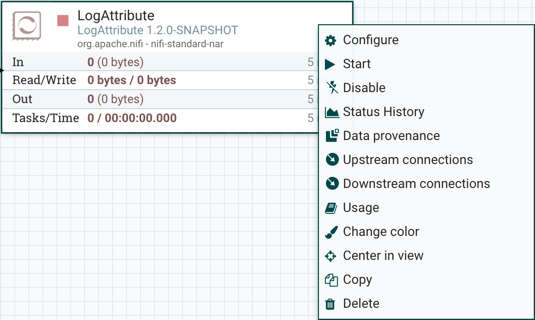 LogAttribute
LogAttribute 1.2.0-SNAPSHOT
org.apache.nifi - nifi-standard-nar
In 0 (0 bytes) 5
Read/Write 0 bytes / 0 bytes 5
Out 0 (0 bytes) 5
Tasks/Time 0 / 00:00:00.000 5
Configure
Start
Disable
Status History
Data provenance
Upstream connections
Downstream connections
Usage
Change color
Center in view
Copy
Delete